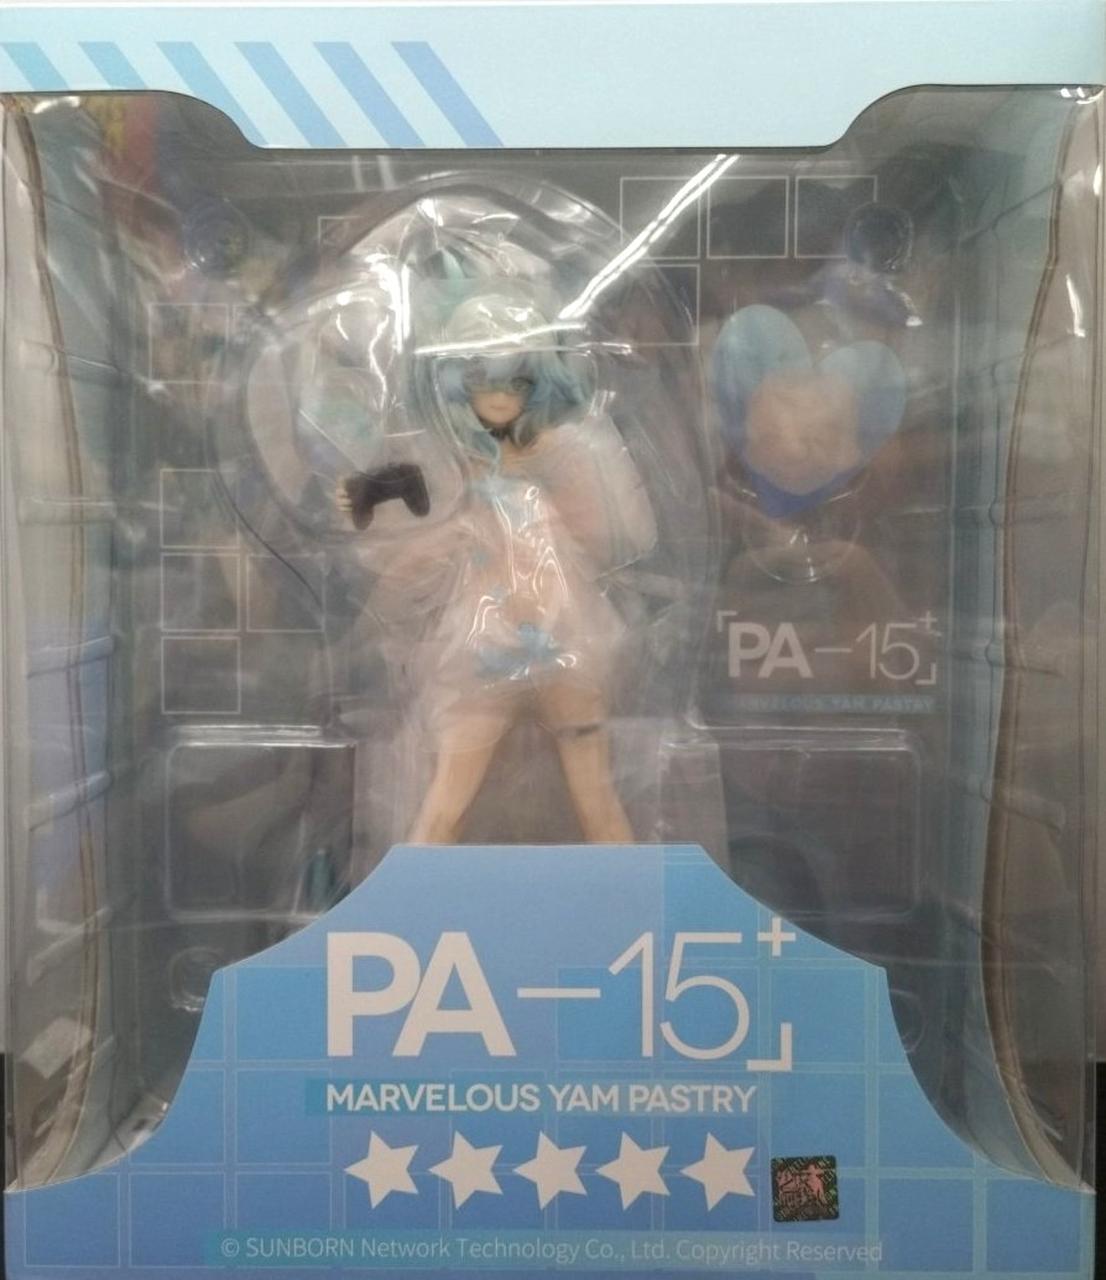 PA-15+
MARVELOUS YAM PASTRY
PA-15+
MARVELOUS YAM PASTRY
© SUNBORN Network Technology Co., Ltd. Copyright Reserved